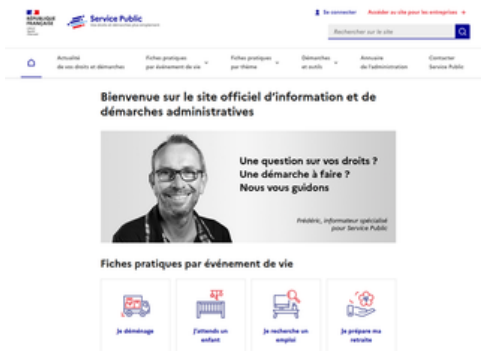 RÉPUBLIQUE
FRANÇAISE
Service Public
Se connecter
Accéder au site pour les entreprises →
Rechercher sur le site
Actualité
de vos droits et démarches
Fiches pratiques
par événement de vie
Fiches pratiques
par thème
Démarches
et outils
Annuaire
de l'administration
Contacter
Service Public
Bienvenue sur le site officiel d'information et de
démarches administratives
Une question sur vos droits ?
Une démarche à faire ?
Nous vous guidons
Frédéric, informateur spécialisé
pour Service Public
Fiches pratiques par événement de vie
Je déménage
J'attends un
enfant
Je recherche un
emploi
Je prépare ma
retraite